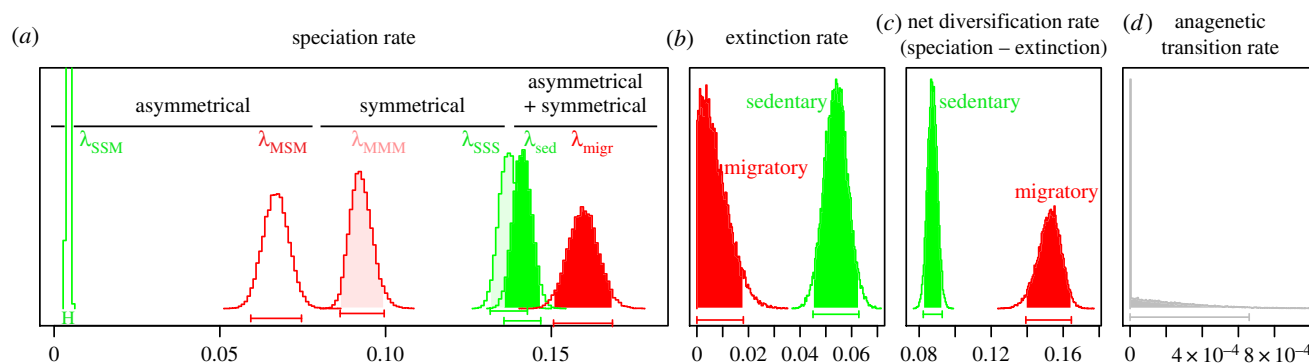 (a)
speciation rate
asymmetrical
symmetrical
asymmetrical
+ symmetrical
λSSM
λMSM
λMMM
λSSS
λsed
λmigr
0
0.05
0.10
0.15
(b)
extinction rate
sedentary
migratory
0
0.02
0.04
0.06
(c)
net diversification rate
(speciation – extinction)
sedentary
migratory
0.08
0.12
0.16
(d)
anagenetic
transition rate
0
4 × 10⁻⁴
8 × 10⁻⁴